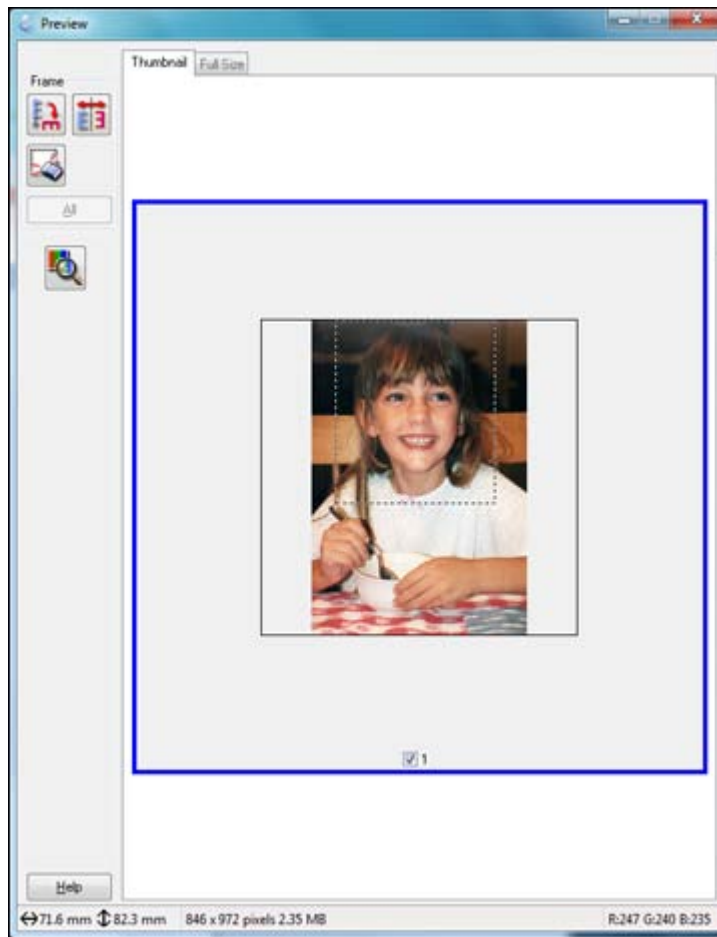 Preview
Thumbnail Full Size
Frame
All
1
Help
71.6 mm 82.3 mm 846 x 972 pixels 2.35 MB R:247 G:240 B:235